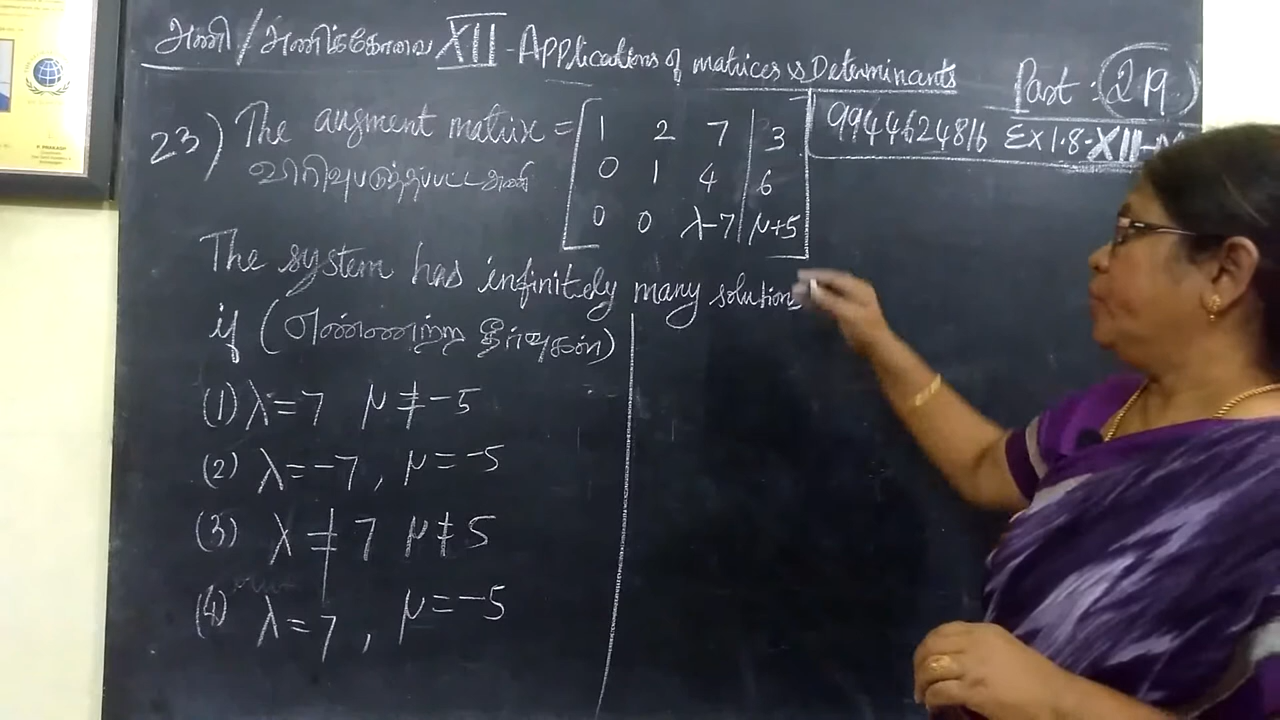 அணி/அணிக்கோவை XII - Applications of matrices & Determinants
Part: 219
9944624816 Ex 1.8-XII-
23) The augment matrix = [ 1 2 7 | 3
விரிவுபடுத்தப்பட்ட அணி 0 1 4 | 6
0 0 λ-7 | μ+5 ]
The system has infinitely many solutions
if (எண்ணற்ற தீர்வுகள்)
(1) λ=7 μ≠-5
(2) λ=-7, μ=-5
(3) λ≠7 μ≠5
(4) λ=7, μ=-5